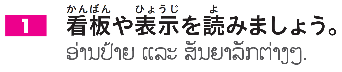 かんばん ひょうじ よ
1 看板や表示を読みましょう。
ອ່ານປ້າຍ ແລະ ສັນຍາລັກຕ່າງໆ.